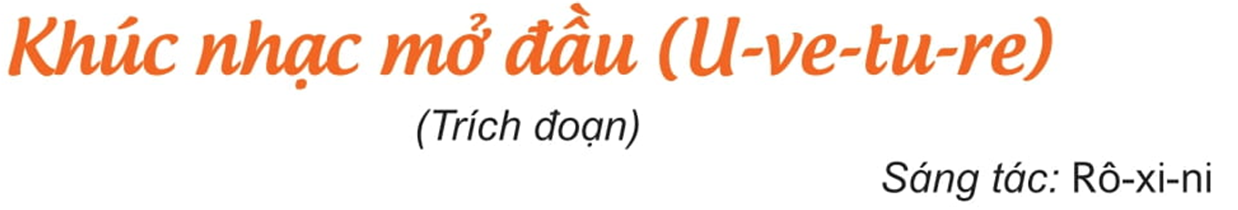 Khúc nhạc mở đầu (U-ve-tu-re)
(Trích đoạn)
Sáng tác: Rô-xi-ni